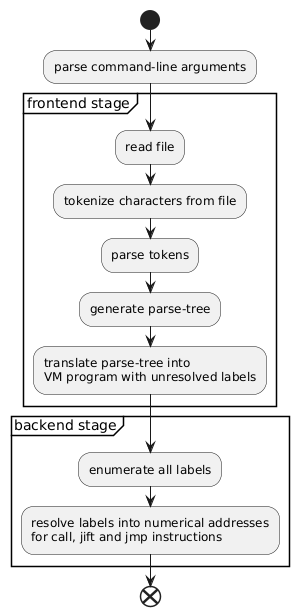 parse command-line arguments
frontend stage
read file
tokenize characters from file
parse tokens
generate parse-tree
translate parse-tree into
VM program with unresolved labels
backend stage
enumerate all labels
resolve labels into numerical addresses
for call, jift and jmp instructions